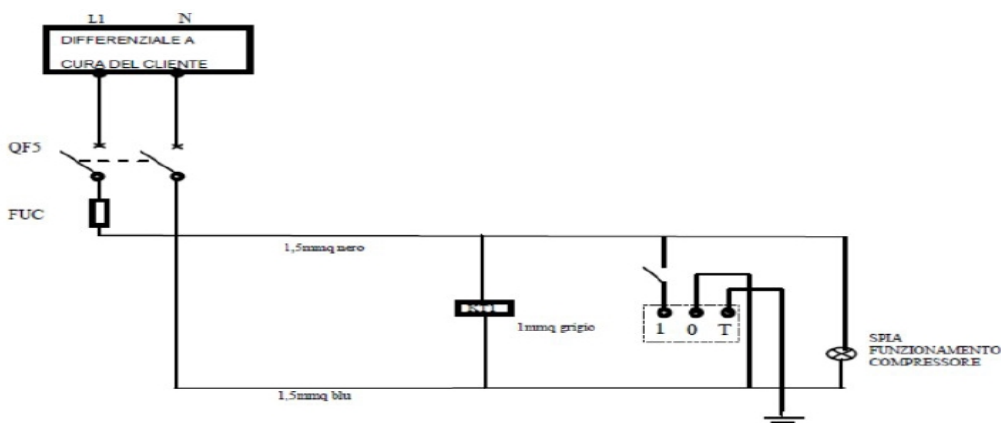 L1 N
DIFFERENZIALE A
CURA DEL CLIENTE
QF5
FUC
1,5mmq nero
KT1
1mmq grigio
1 0 T
SPIA
FUNZIONAMENTO
COMPRESSORE
1,5mmq blu